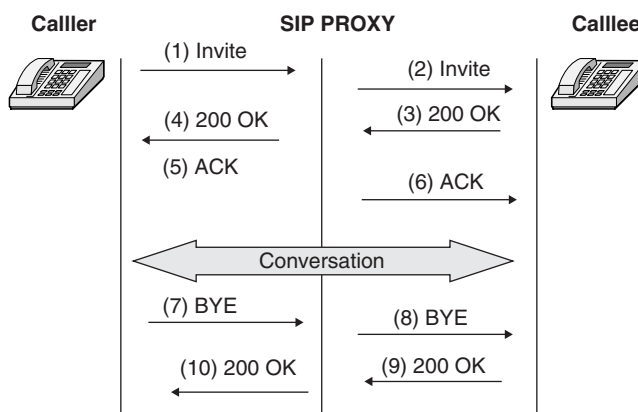 Calller SIP PROXY Calllee
(1) Invite
(2) Invite
(3) 200 OK
(4) 200 OK
(5) ACK
(6) ACK
Conversation
(7) BYE
(8) BYE
(9) 200 OK
(10) 200 OK